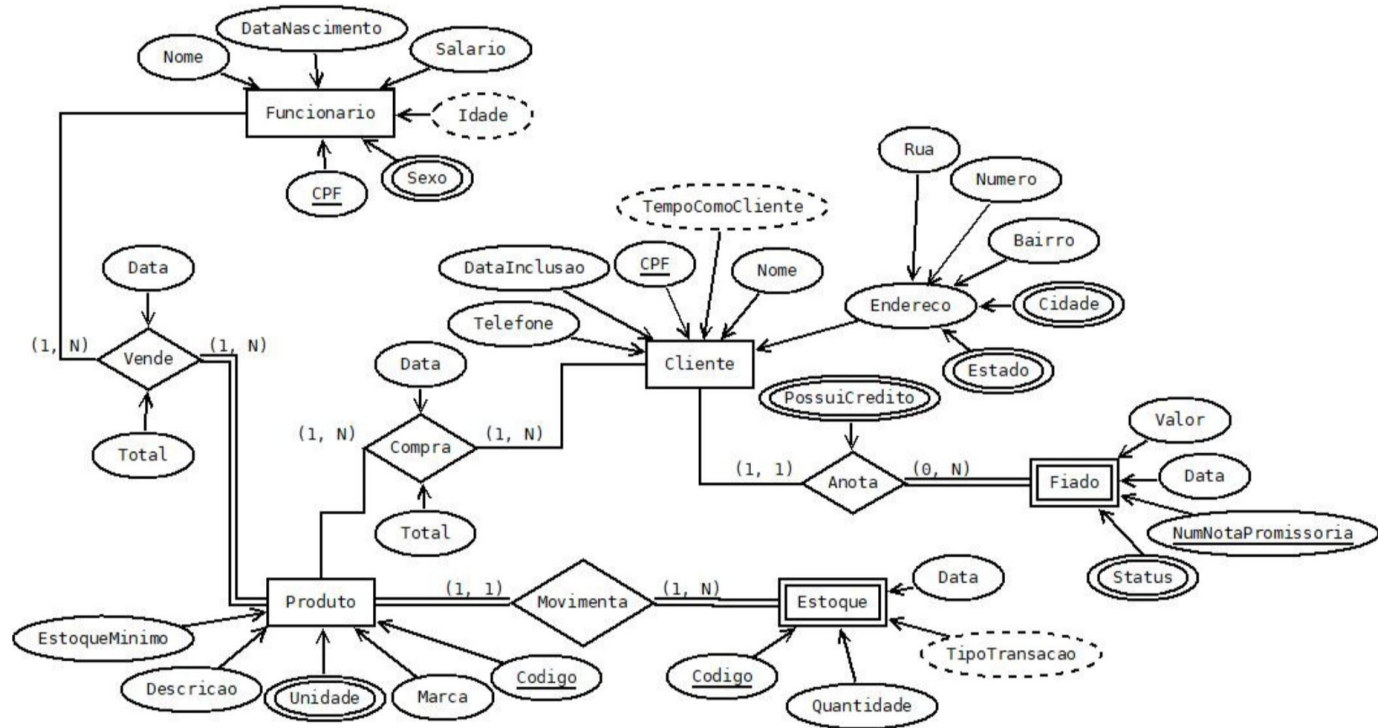 DataNascimento
Nome
Salario
Funcionario
Idade
CPF
Sexo
Rua
Numero
TempoComoCliente
Bairro
Data
DataInclusao
CPF
Nome
Endereco
Cidade
Telefone
(1, N)
Vende
(1, N)
Data
Cliente
Estado
PossuiCredito
Total
(1, N)
Compra
(1, N)
Valor
(1, 1)
Anota
(0, N)
Fiado
Data
Total
NumNotaPromissoria
Status
Produto
(1, 1)
Movimenta
(1, N)
Estoque
Data
EstoqueMinimo
TipoTransacao
Descricao
Unidade
Marca
Codigo
Codigo
Quantidade